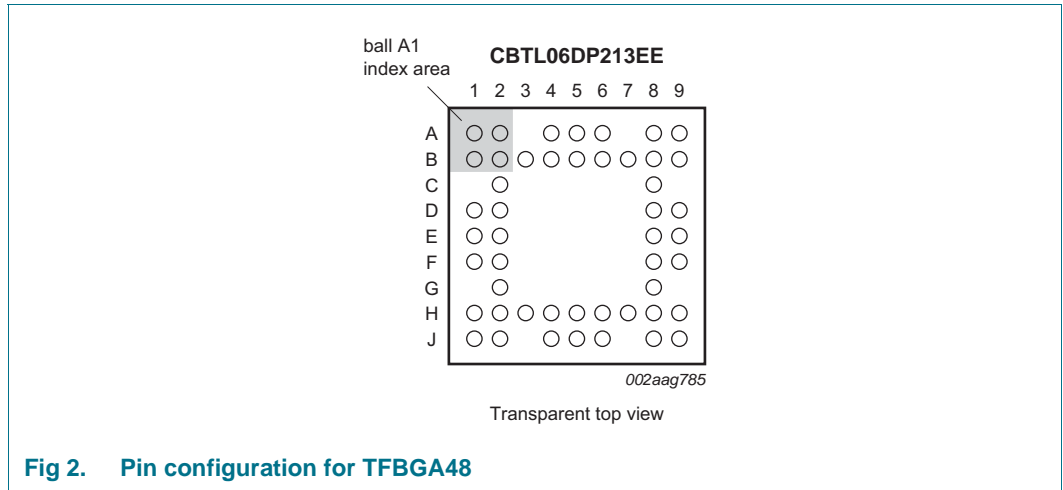 ball A1
index area
CBTL06DP213EE
1 2 3 4 5 6 7 8 9
A
B
C
D
E
F
G
H
J
002aag785
Transparent top view
Fig 2. Pin configuration for TFBGA48